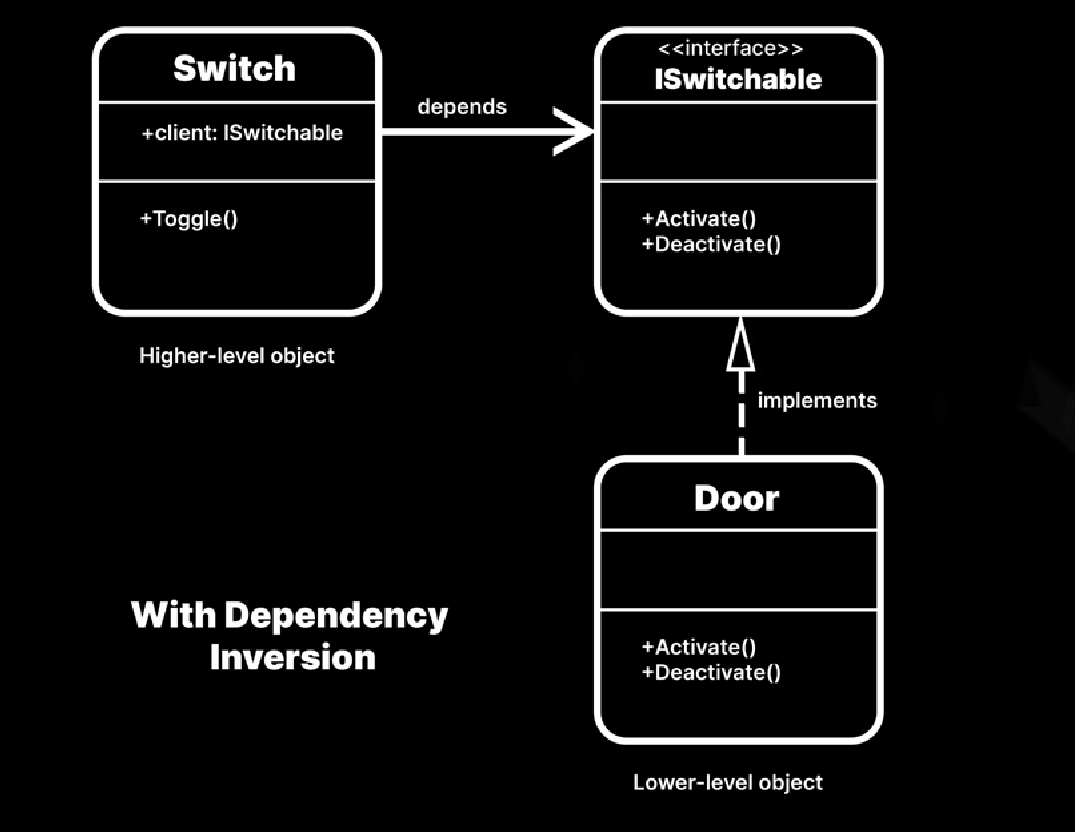 Switch
+client: ISwitchable
+Toggle()
Higher-level object
depends
<<interface>>
ISwitchable
+Activate()
+Deactivate()
implements
Door
+Activate()
+Deactivate()
Lower-level object
With Dependency
Inversion